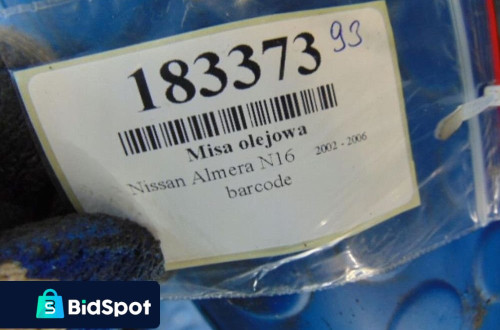 183373 93
Misa olejowa
Nissan Almera N16 2002 - 2006
barcode
S
BidSpot